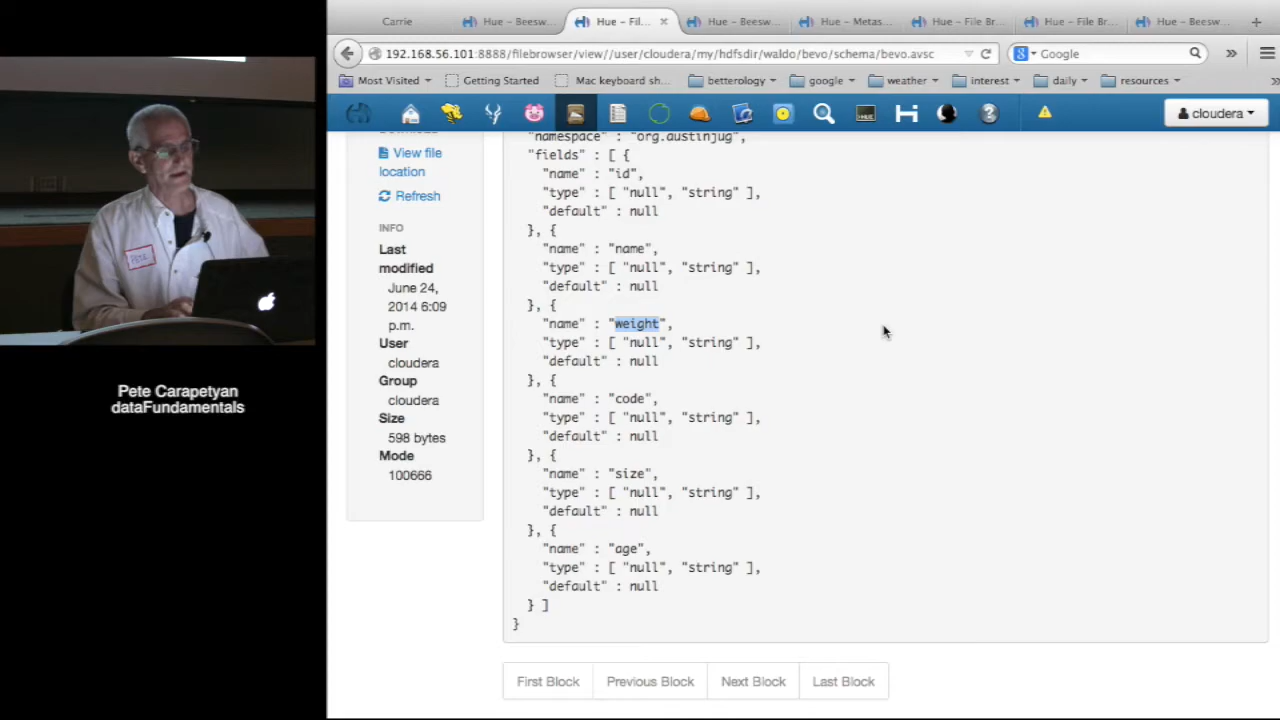 Carrie
Hue - Beesw...
Hue - Fil...
Hue - Beesw...
Hue - Metas...
Hue - File Br...
Hue - File Br...
Hue - Beesw...
192.168.56.101:8888/filebrowser/view//user/cloudera/my/hdfsdir/waldo/bevo/schema/bevo.avsc
Google
Most Visited
Getting Started
Mac keyboard sh...
betterology
google
weather
interest
daily
resources
cloudera
View file
location
Refresh
INFO
Last
modified
June 24,
2014 6:09
p.m.
User
cloudera
Group
cloudera
Size
598 bytes
Mode
100666
"namespace" : "org.austinjug",
"fields" : [ {
"name" : "id",
"type" : [ "null", "string" ],
"default" : null
}, {
"name" : "name",
"type" : [ "null", "string" ],
"default" : null
}, {
"name" : "weight",
"type" : [ "null", "string" ],
"default" : null
}, {
"name" : "code",
"type" : [ "null", "string" ],
"default" : null
}, {
"name" : "size",
"type" : [ "null", "string" ],
"default" : null
}, {
"name" : "age",
"type" : [ "null", "string" ],
"default" : null
} ]
}
First Block
Previous Block
Next Block
Last Block
PETE
Pete Carapetyan
dataFundamentals